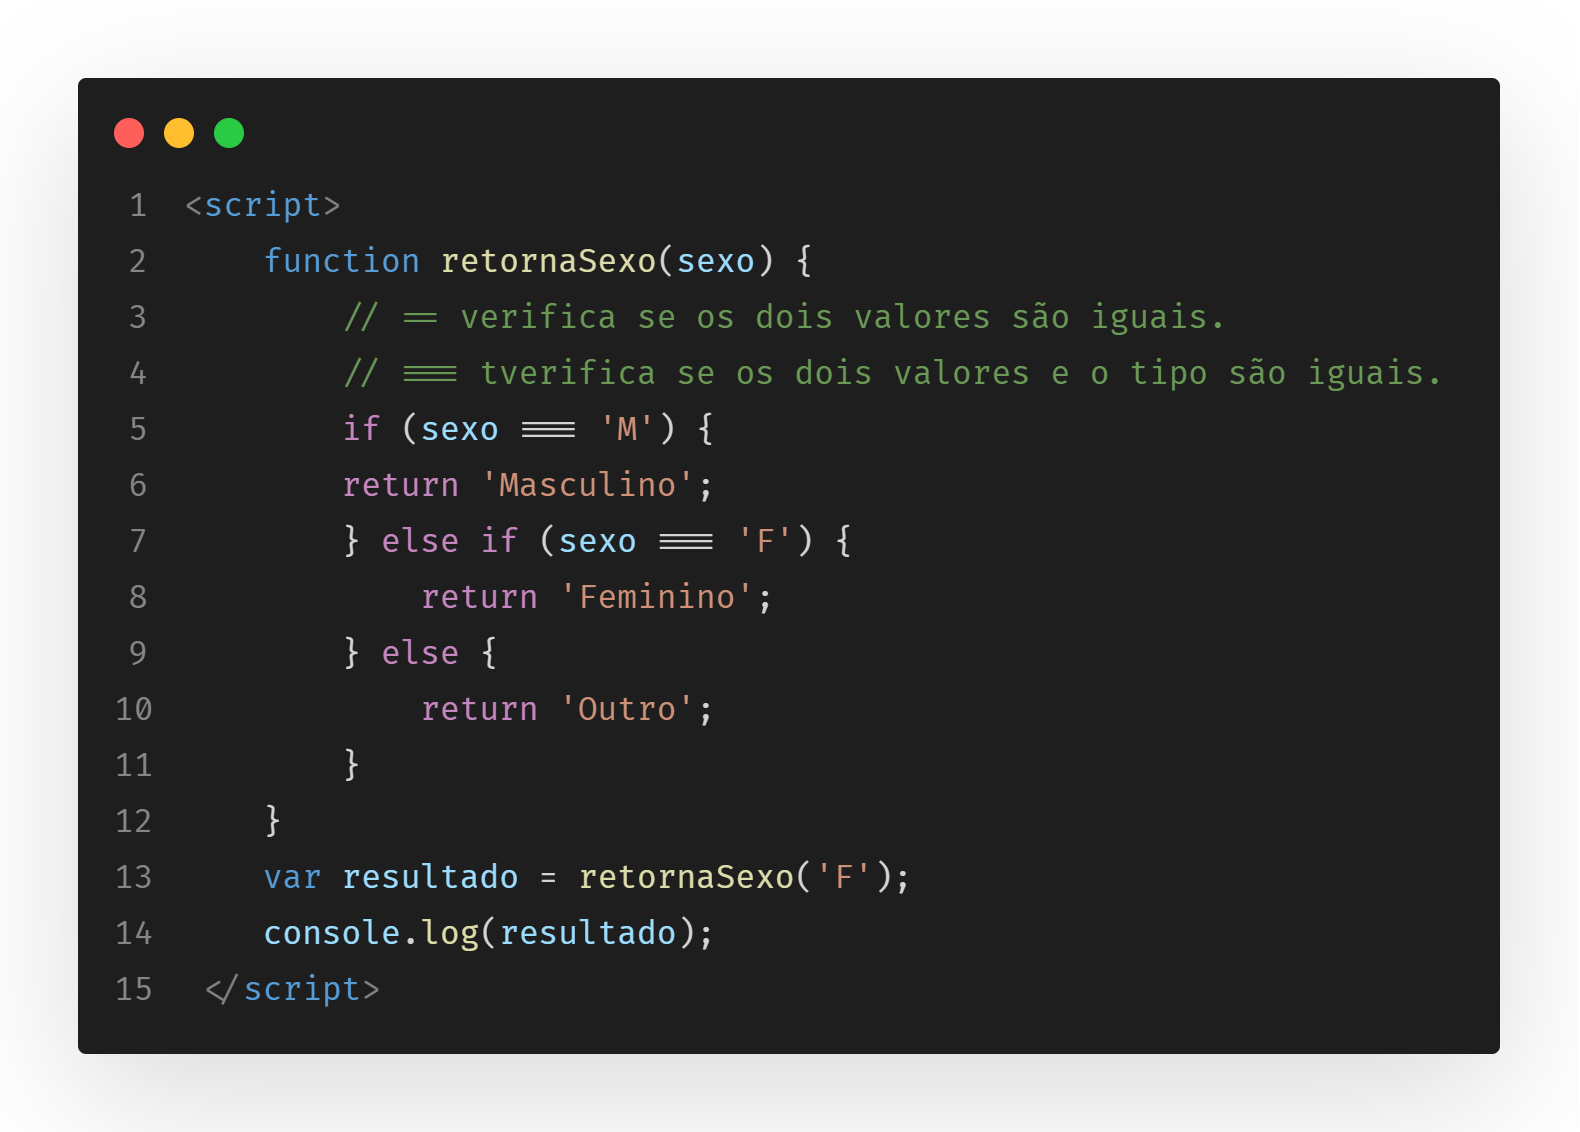 1 <script>
2 function retornaSexo(sexo) {
3 // == verifica se os dois valores são iguais.
4 // === tverifica se os dois valores e o tipo são iguais.
5 if (sexo === 'M') {
6 return 'Masculino';
7 } else if (sexo === 'F') {
8 return 'Feminino';
9 } else {
10 return 'Outro';
11 }
12 }
13 var resultado = retornaSexo('F');
14 console.log(resultado);
15 </script>